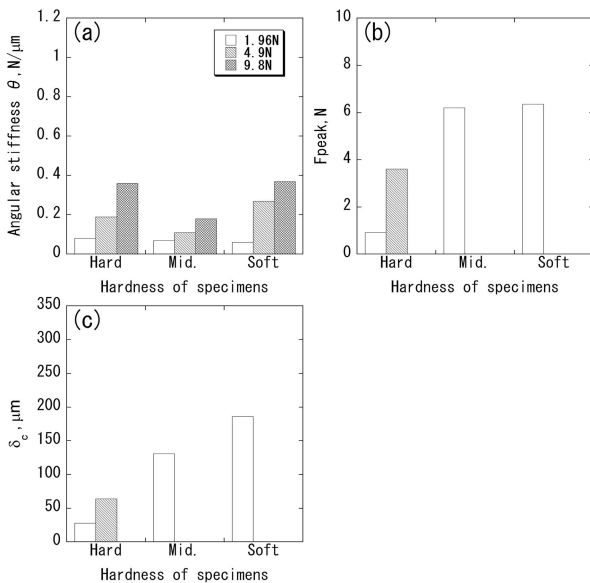 (a)
1.2
1
0.8
0.6
0.4
0.2
0
Angular stiffness θ, N/μm
1.96N
4.9N
9.8N
Hard Mid. Soft
Hardness of specimens
(b)
10
8
6
4
2
0
Fpeak, N
Hard Mid. Soft
Hardness of specimens
(c)
350
300
250
200
150
100
50
0
δc, μm
Hard Mid. Soft
Hardness of specimens